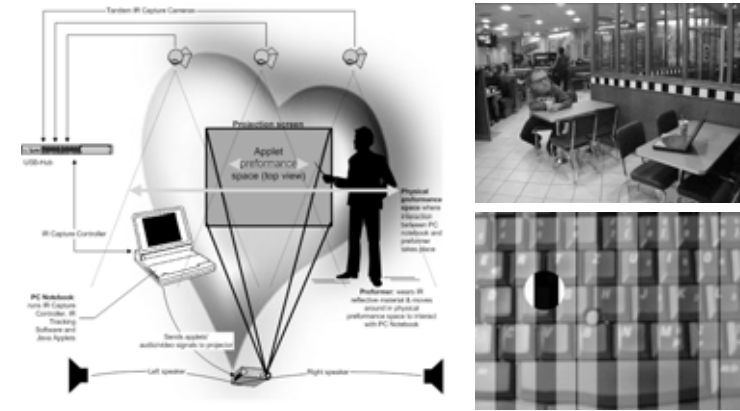 Tandem IR Capture Cameras
Projection screen
Applet
preformance
space (top view)
USB-Hub
Physical
preformance
space where
interaction
between PC
notebook and
preformer
takes place
IR Capture Controller
PC Notebook:
runs IR Capture
Controller, IR
Tracking
Software and
Java Applets
Preformer: wears IR
reflective material & moves
around in physical
preformance space to interact
with PC Notebook
Sends applets'
audio/video signals to projector
Left speaker
Right speaker